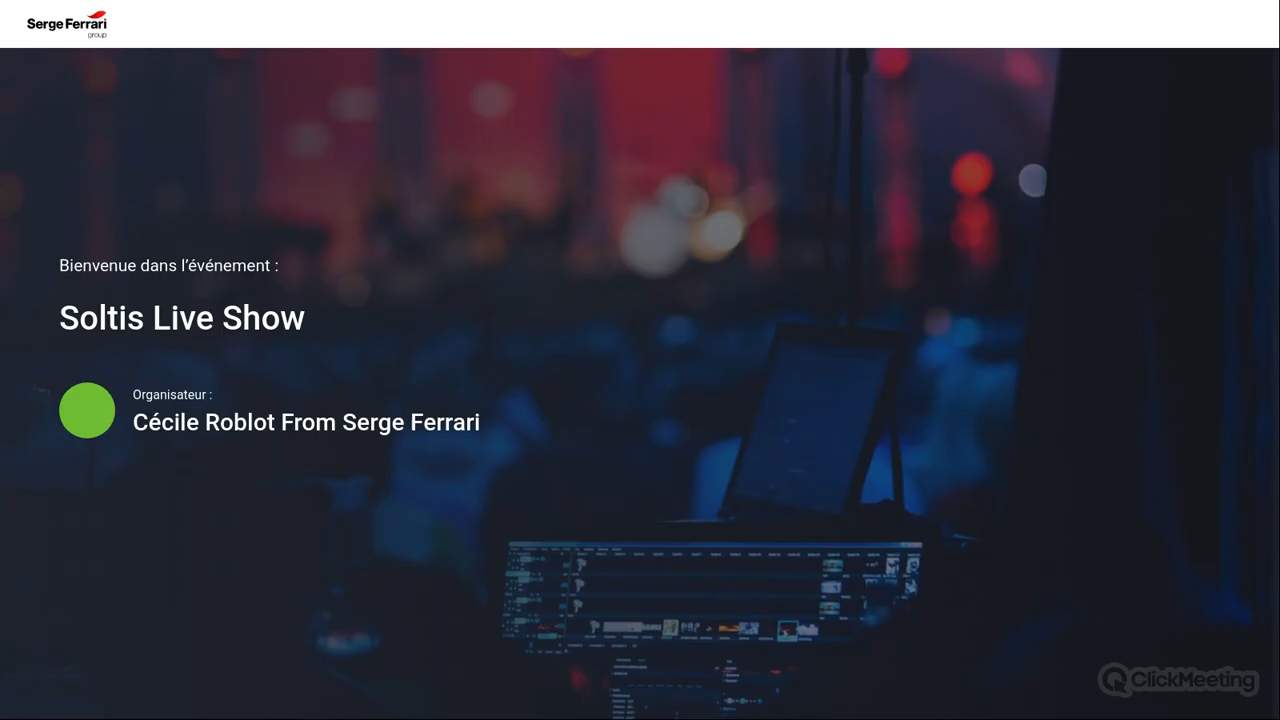 Serge Ferrari
group
Bienvenue dans l’événement :
Soltis Live Show
Organisateur :
Cécile Roblot From Serge Ferrari
ClickMeeting